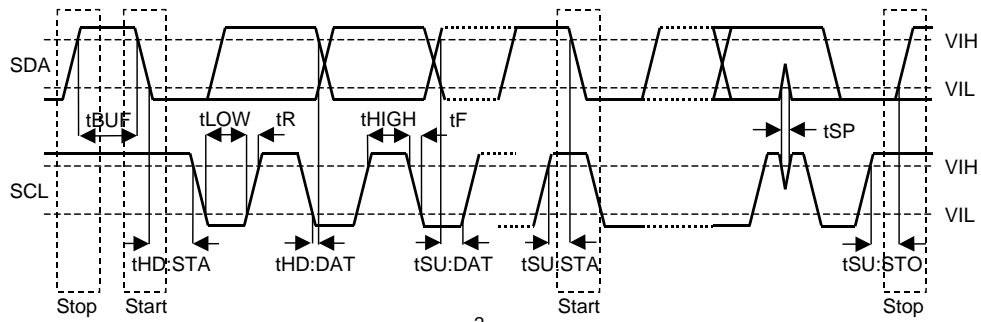 VIH
SDA
VIL
tBUF
tLOW
tR
tHIGH
tF
tSP
VIH
SCL
VIL
tHD:STA
tHD:DAT
tSU:DAT
tSU:STA
tSU:STO
Stop
Start
Start
Stop